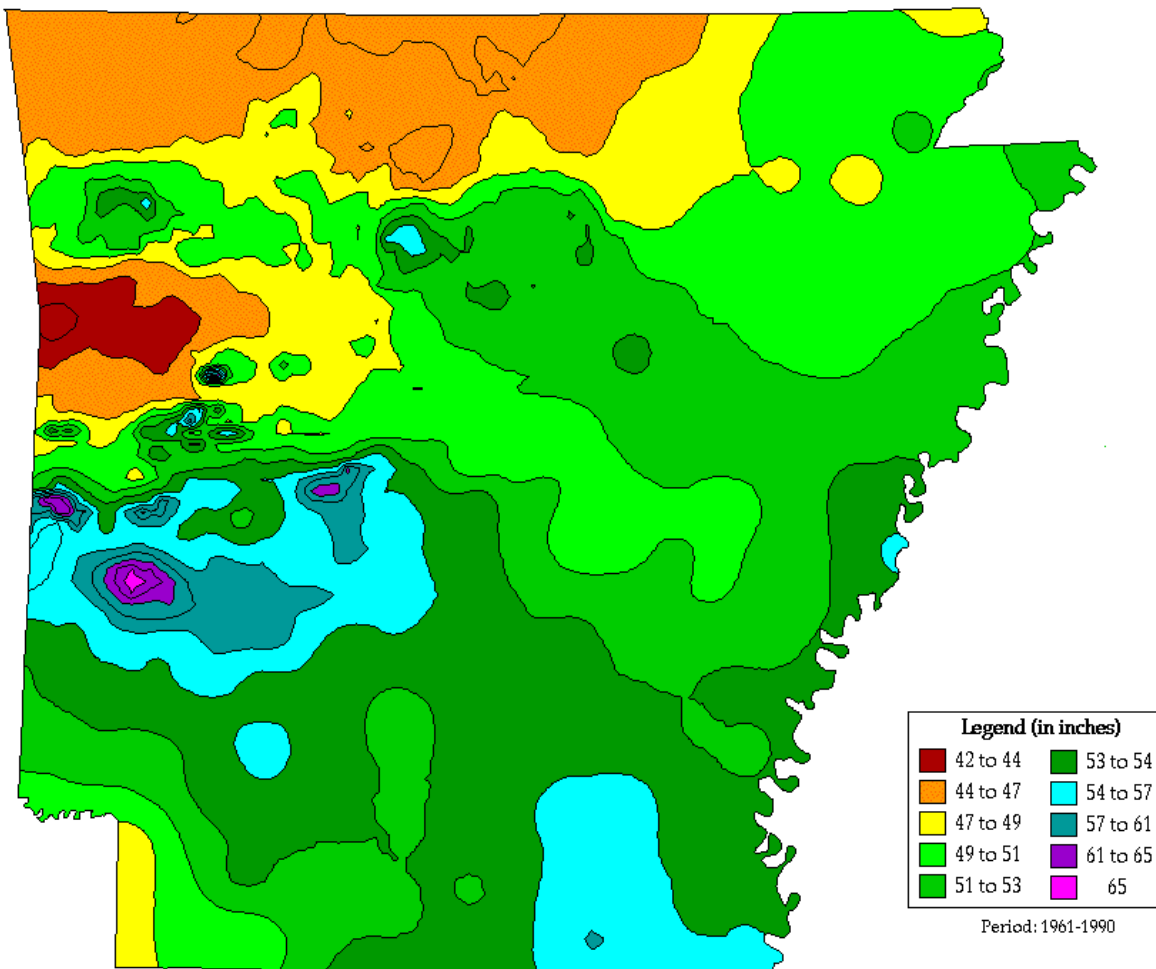 Legend (in inches)
42 to 44
44 to 47
47 to 49
49 to 51
51 to 53
53 to 54
54 to 57
57 to 61
61 to 65
65
Period: 1961-1990